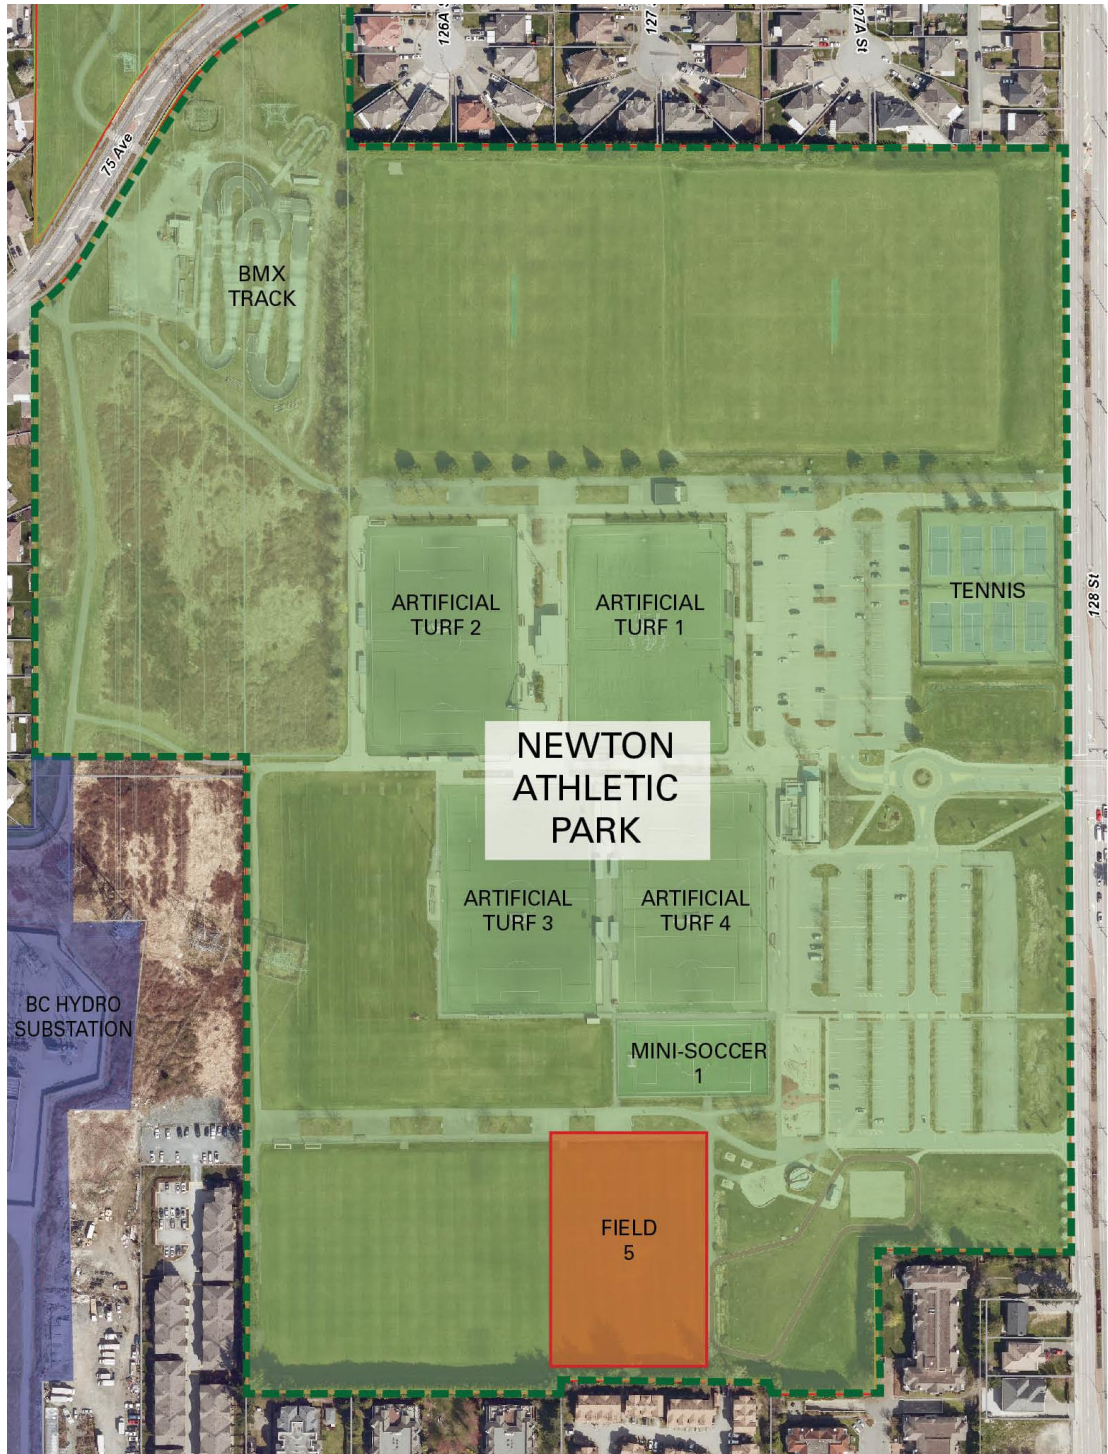 126A S
127
127A St
75 Ave
BMX
TRACK
ARTIFICIAL
TURF 2
ARTIFICIAL
TURF 1
TENNIS
128 St
NEWTON
ATHLETIC
PARK
ARTIFICIAL
TURF 3
ARTIFICIAL
TURF 4
BC HYDRO
SUBSTATION
MINI-SOCCER
1
FIELD
5